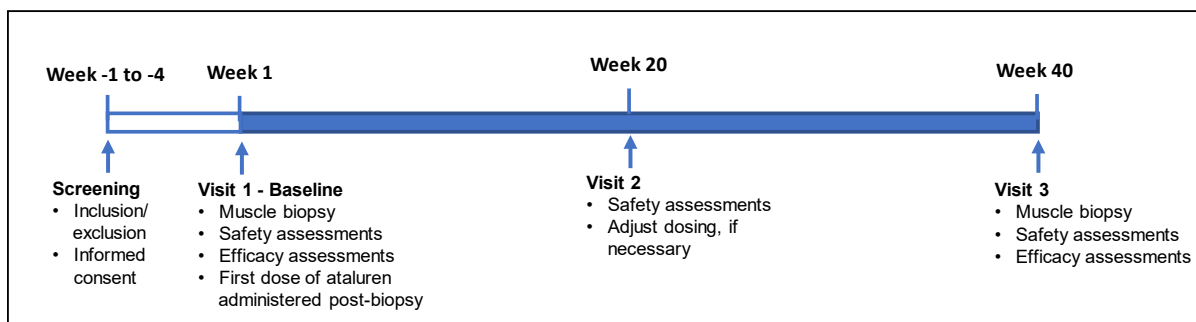 Week -1 to -4
Week 1
Week 20
Week 40
Screening
• Inclusion/
exclusion
• Informed
consent
Visit 1 - Baseline
• Muscle biopsy
• Safety assessments
• Efficacy assessments
• First dose of ataluren
administered post-biopsy
Visit 2
• Safety assessments
• Adjust dosing, if
necessary
Visit 3
• Muscle biopsy
• Safety assessments
• Efficacy assessments